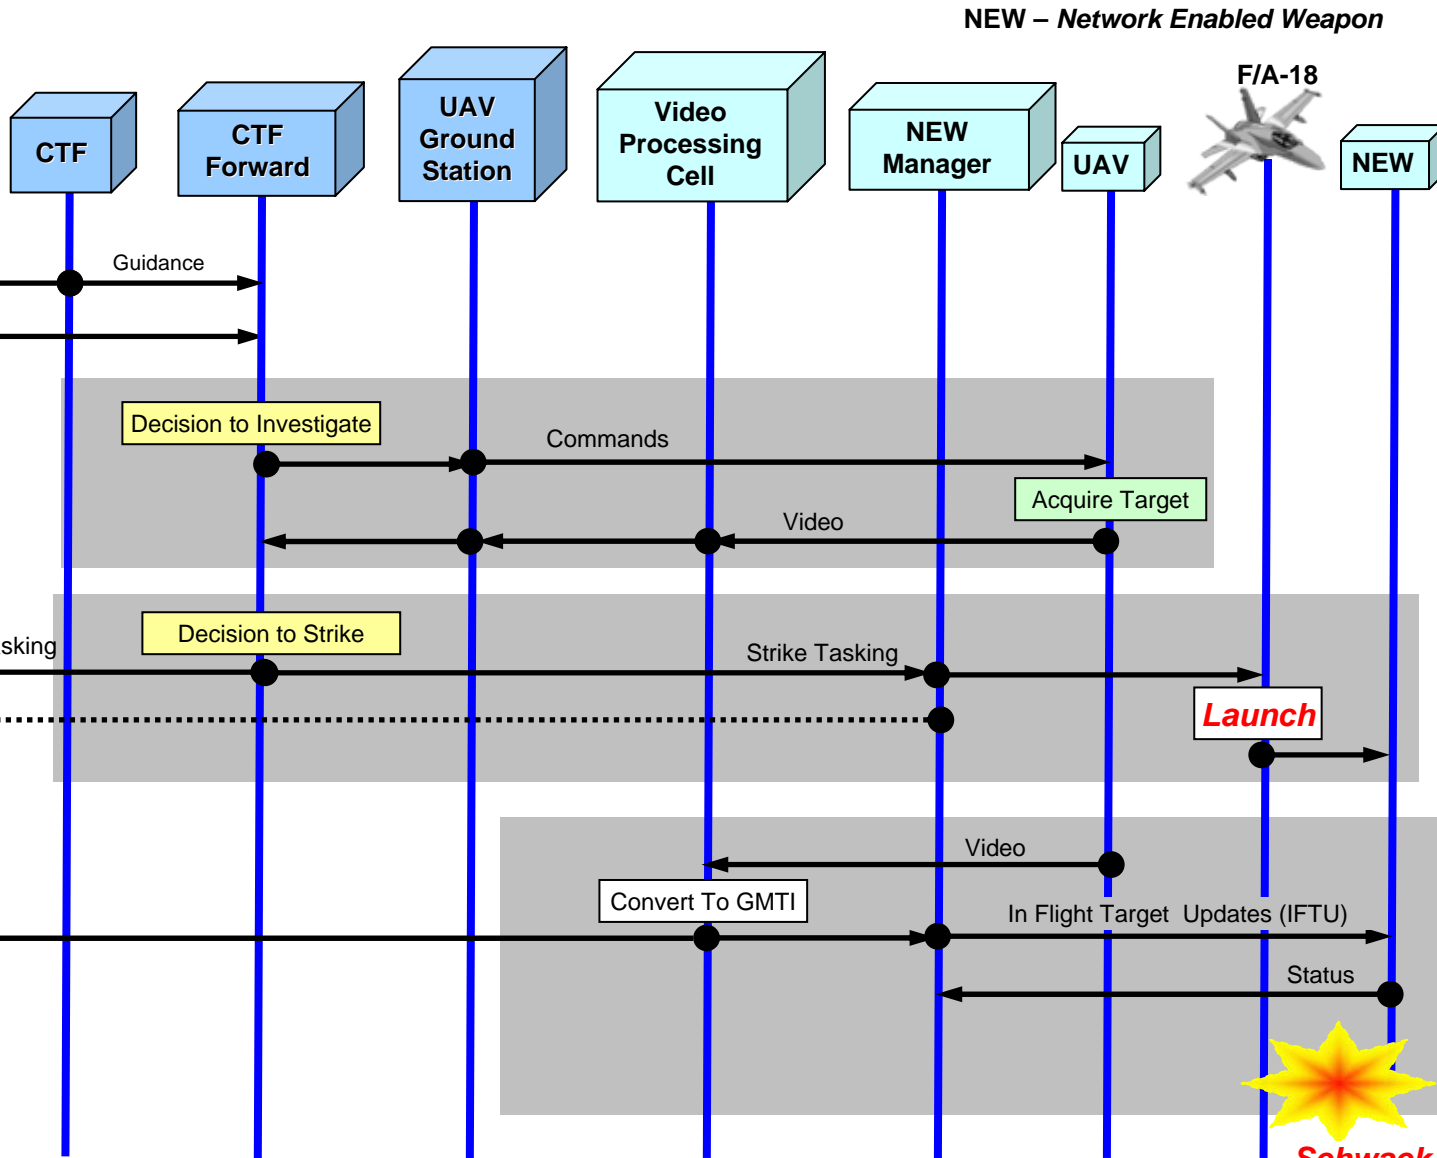 NEW – Network Enabled Weapon
F/A-18
CTF
CTF
Forward
UAV
Ground
Station
Video
Processing
Cell
NEW
Manager
UAV
NEW
Guidance
Decision to Investigate
Commands
Acquire Target
Video
Decision to Strike
sking
Strike Tasking
Launch
Video
Convert To GMTI
In Flight Target Updates (IFTU)
Status
Schwack